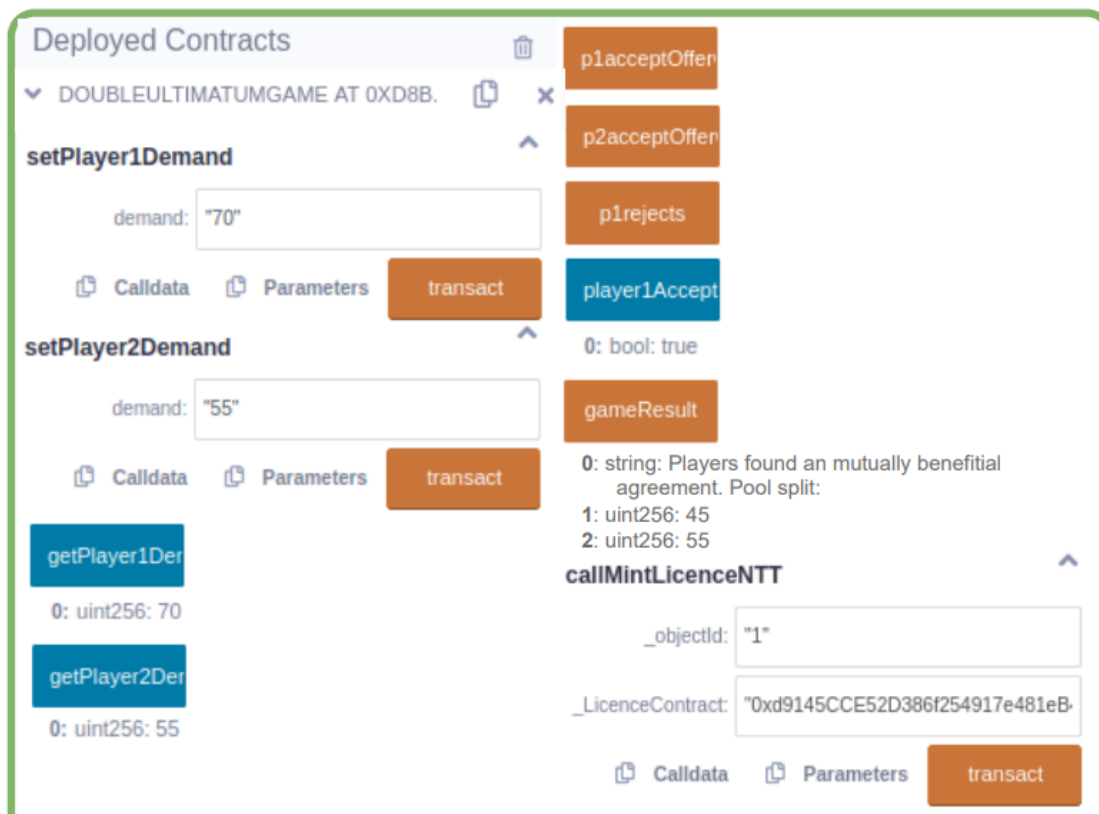 Deployed Contracts
DOUBLEULTIMATUMGAME AT 0XD8B.
setPlayer1Demand
demand: "70"
Calldata Parameters transact
setPlayer2Demand
demand: "55"
Calldata Parameters transact
getPlayer1Der
0: uint256: 70
getPlayer2Der
0: uint256: 55
p1acceptOffer
p2acceptOffer
p1rejects
player1Accept
0: bool: true
gameResult
0: string: Players found an mutually benefitial
agreement. Pool split:
1: uint256: 45
2: uint256: 55
callMintLicenceNTT
_objectId: "1"
_LicenceContract: "0xd9145CCE52D386f254917e481eB
Calldata Parameters transact